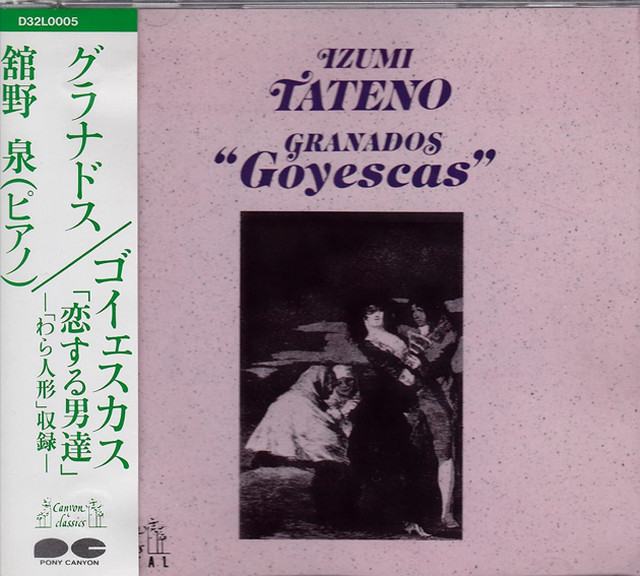 D32L0005
グラナドス/ゴイェスカス
「恋する男達」
―「わら人形」収録―
舘野 泉(ピアノ)
Canyon
classics
PONY CANYON
IZUMI
TATENO
GRANADOS
“Goyescas”